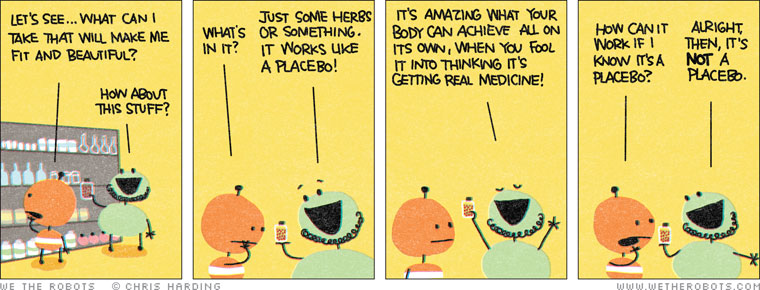 LET'S SEE... WHAT CAN I
TAKE THAT WILL MAKE ME
FIT AND BEAUTIFUL?
HOW ABOUT
THIS STUFF?
WHAT'S
IN IT?
JUST SOME HERBS
OR SOMETHING.
IT WORKS LIKE
A PLACEBO!
IT'S AMAZING WHAT YOUR
BODY CAN ACHIEVE ALL ON
ITS OWN, WHEN YOU FOOL
IT INTO THINKING IT'S
GETTING REAL MEDICINE!
HOW CAN IT
WORK IF I
KNOW IT'S A
PLACEBO?
ALRIGHT,
THEN, IT'S
NOT A
PLACEBO.
WE THE ROBOTS © CHRIS HARDING
WWW.WETHEROBOTS.COM